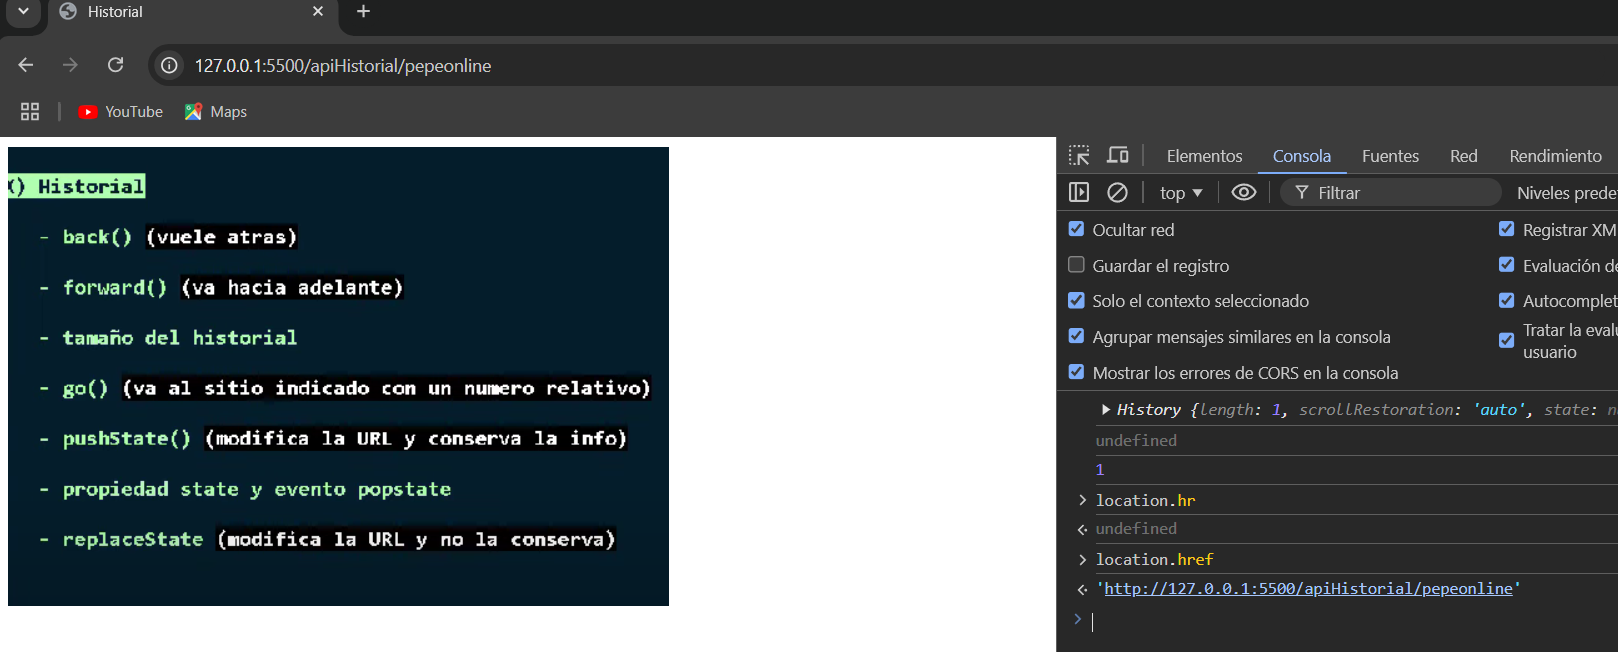 Historial
127.0.0.1:5500/apiHistorial/pepeonline
YouTube
Maps
) Historial
- back() (vuele atras)
- forward() (va hacia adelante)
- tamaño del historial
- go() (va al sitio indicado con un numero relativo)
- pushState() (modifica la URL y conserva la info)
- propiedad state y evento popstate
- replaceState (modifica la URL y no la conserva)
Elementos Consola Fuentes Red Rendimiento
top Filtrar Niveles prede
Ocultar red Registrar XM
Guardar el registro Evaluación de
Solo el contexto seleccionado Autocomplet
Agrupar mensajes similares en la consola Tratar la evalu
usuario
Mostrar los errores de CORS en la consola
History {length: 1, scrollRestoration: 'auto', state: n
undefined
1
> location.hr
undefined
> location.href
'http://127.0.0.1:5500/apiHistorial/pepeonline'
>